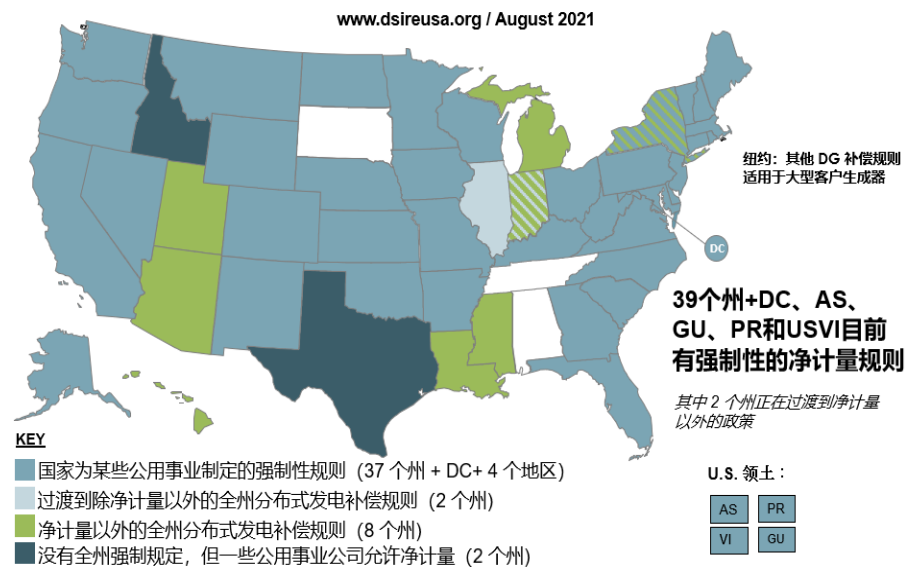 www.dsireusa.org / August 2021
纽约：其他 DG 补偿规则
适用于大型客户生成器
DC
39个州+DC、AS、
GU、PR和USVI目前
有强制性的净计量规则
其中 2 个州正在过渡到净计量
以外的政策
KEY
国家为某些公用事业制定的强制性规则（37 个州 + DC+ 4 个地区）
过渡到除净计量以外的全州分布式发电补偿规则 (2 个州)
净计量以外的全州分布式发电补偿规则 (8 个州)
没有全州强制规定，但一些公用事业公司允许净计量（2 个州）
U.S. 领土：
AS PR
VI GU